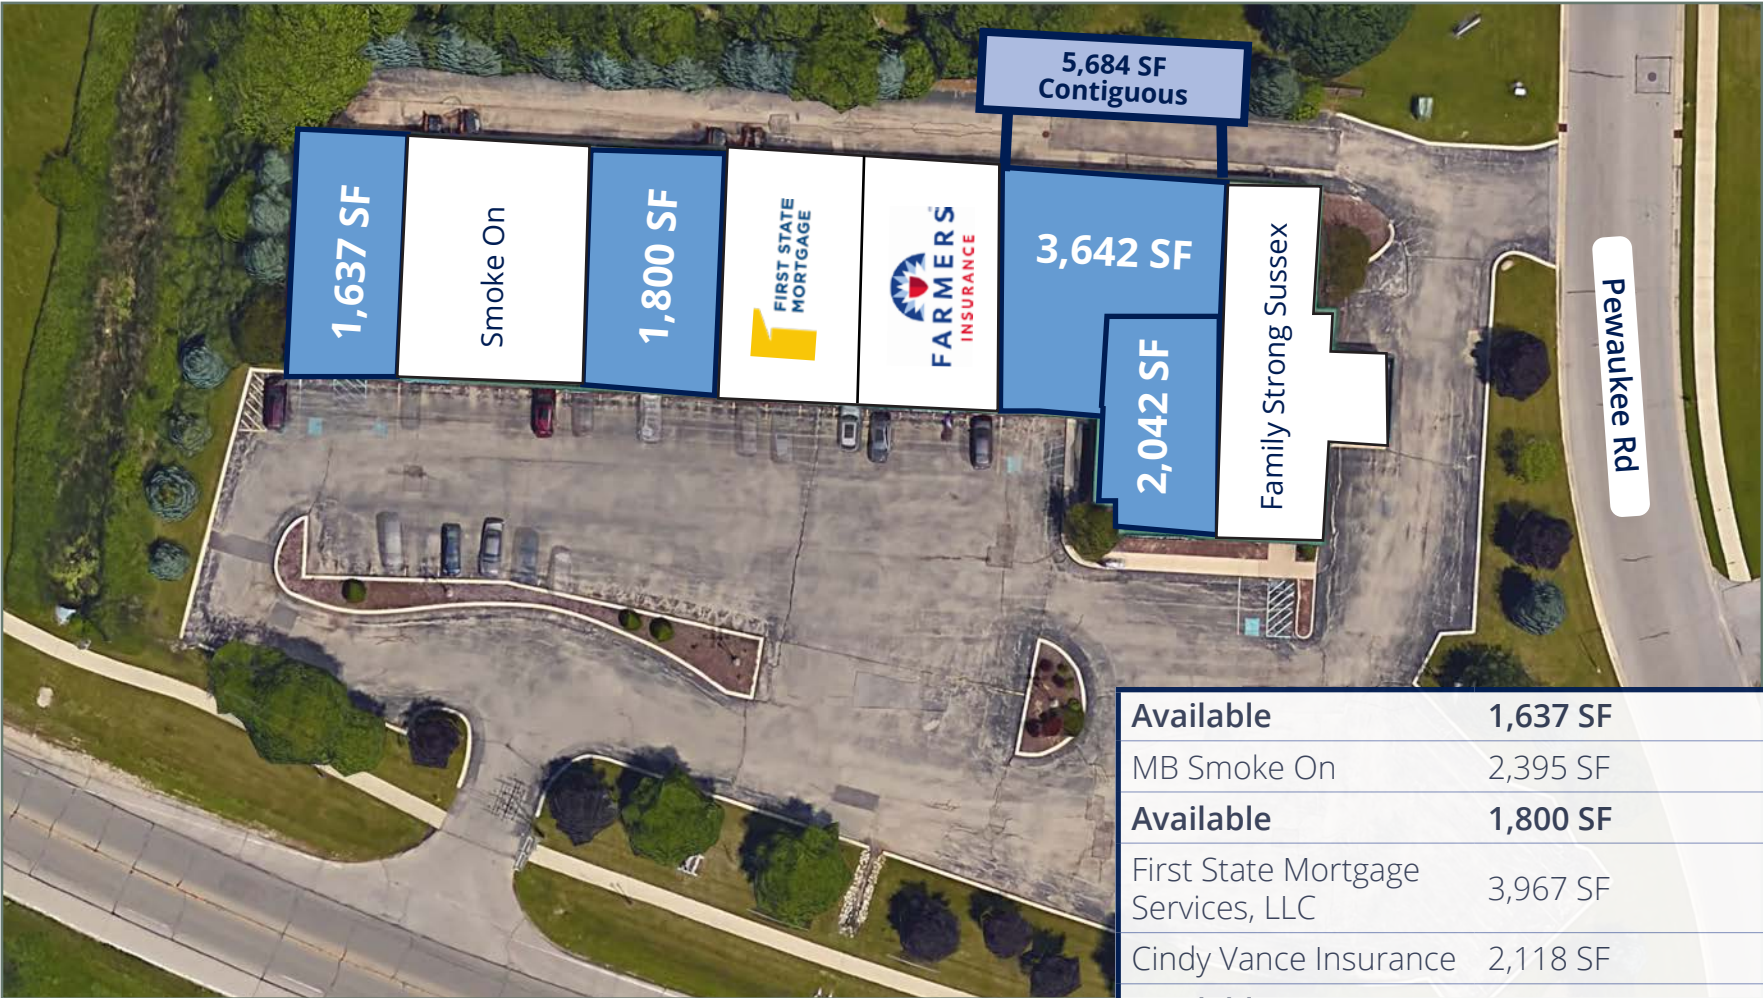 5,684 SF
Contiguous
1,637 SF
Smoke On
1,800 SF
FIRST STATE
MORTGAGE
FARMERS
INSURANCE
3,642 SF
2,042 SF
Family Strong Sussex
Pewaukee Rd
Available 1,637 SF
MB Smoke On 2,395 SF
Available 1,800 SF
First State Mortgage
Services, LLC 3,967 SF
Cindy Vance Insurance 2,118 SF